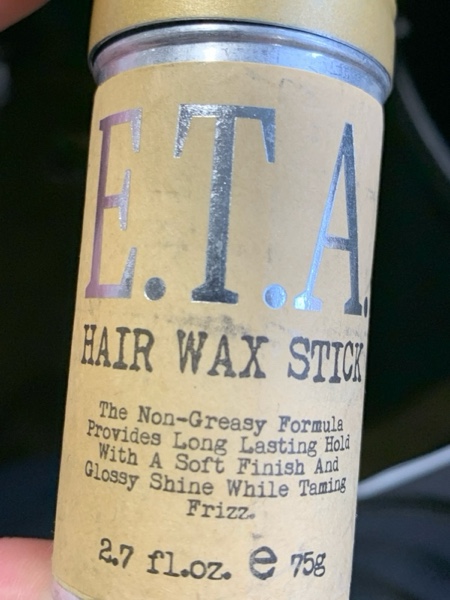 E.T.A.
HAIR WAX STICK
The Non-Greasy Formula
Provides Long Lasting Hold
With A Soft Finish And
Glossy Shine While Taming
Frizz.
2.7 fl.oz. e 75g